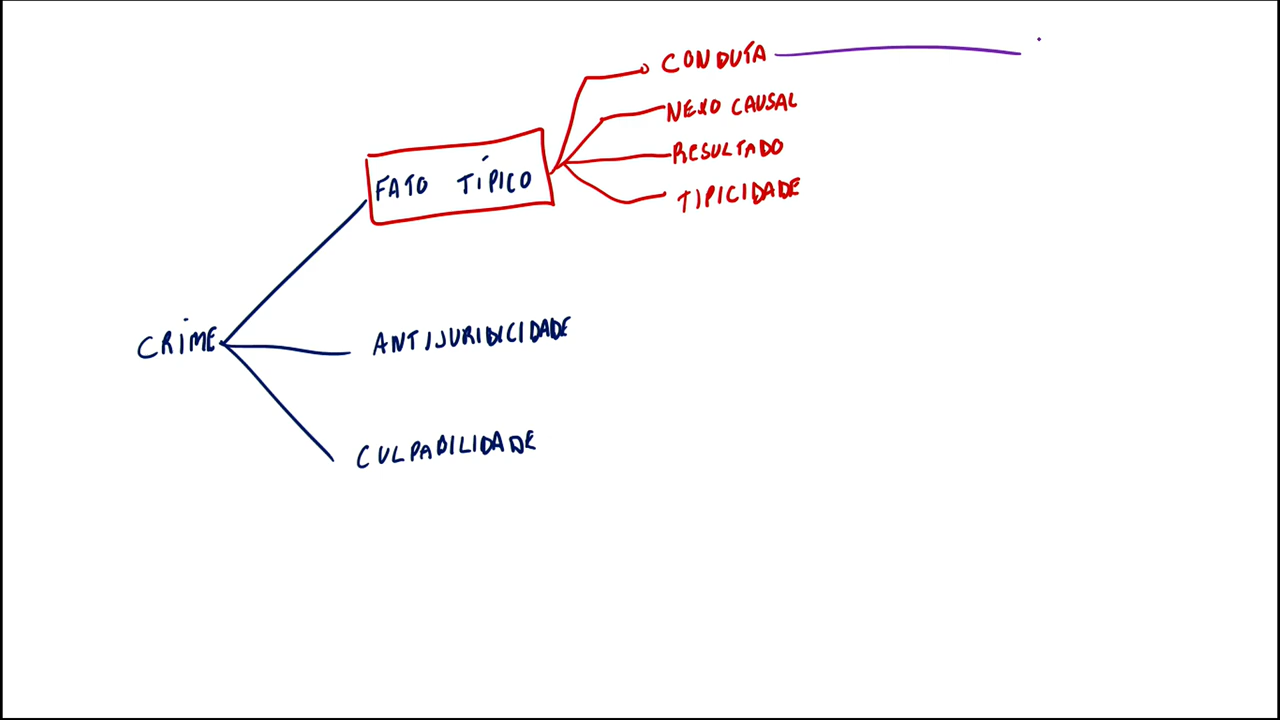 CONDUTA
NEXO CAUSAL
RESULTADO
TIPICIDADE
FATO TÍPICO
CRIME
ANTIJURIDICIDADE
CULPABILIDADE